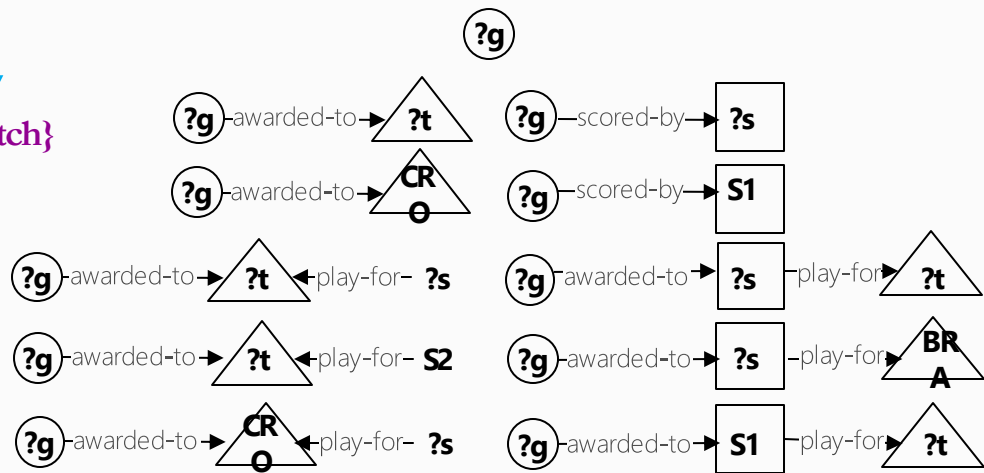 ?g
tch}
?g awarded-to ?t
?g scored-by ?s
?g awarded-to CR
O
?g scored-by S1
?g awarded-to ?t play-for ?s
?g awarded-to ?s play-for ?t
?g awarded-to ?t play-for S2
?g awarded-to ?s play-for BR
A
?g awarded-to CR
O play-for ?s
?g awarded-to S1 play-for ?t